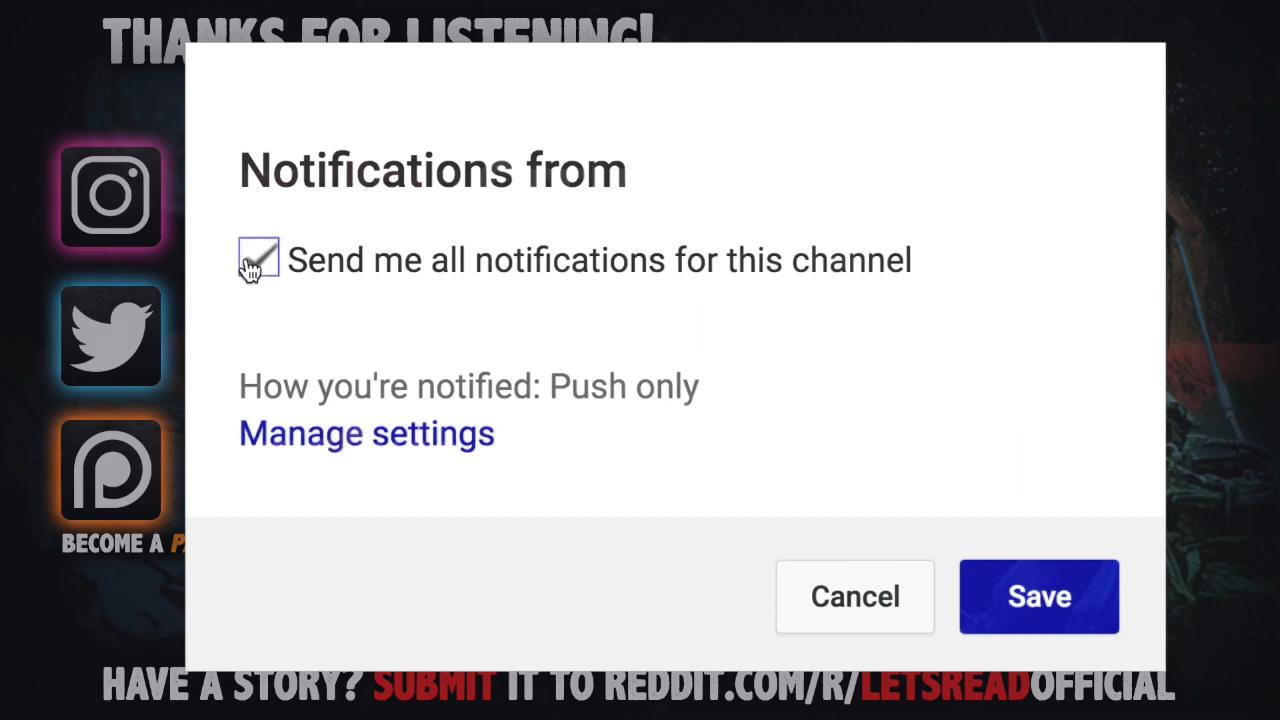 THANKS FOR LISTENING!
Notifications from
Send me all notifications for this channel
How you're notified: Push only
Manage settings
BECOME A
Cancel
Save
HAVE A STORY? SUBMIT IT TO REDDIT.COM/R/LETSREADOFFICIAL